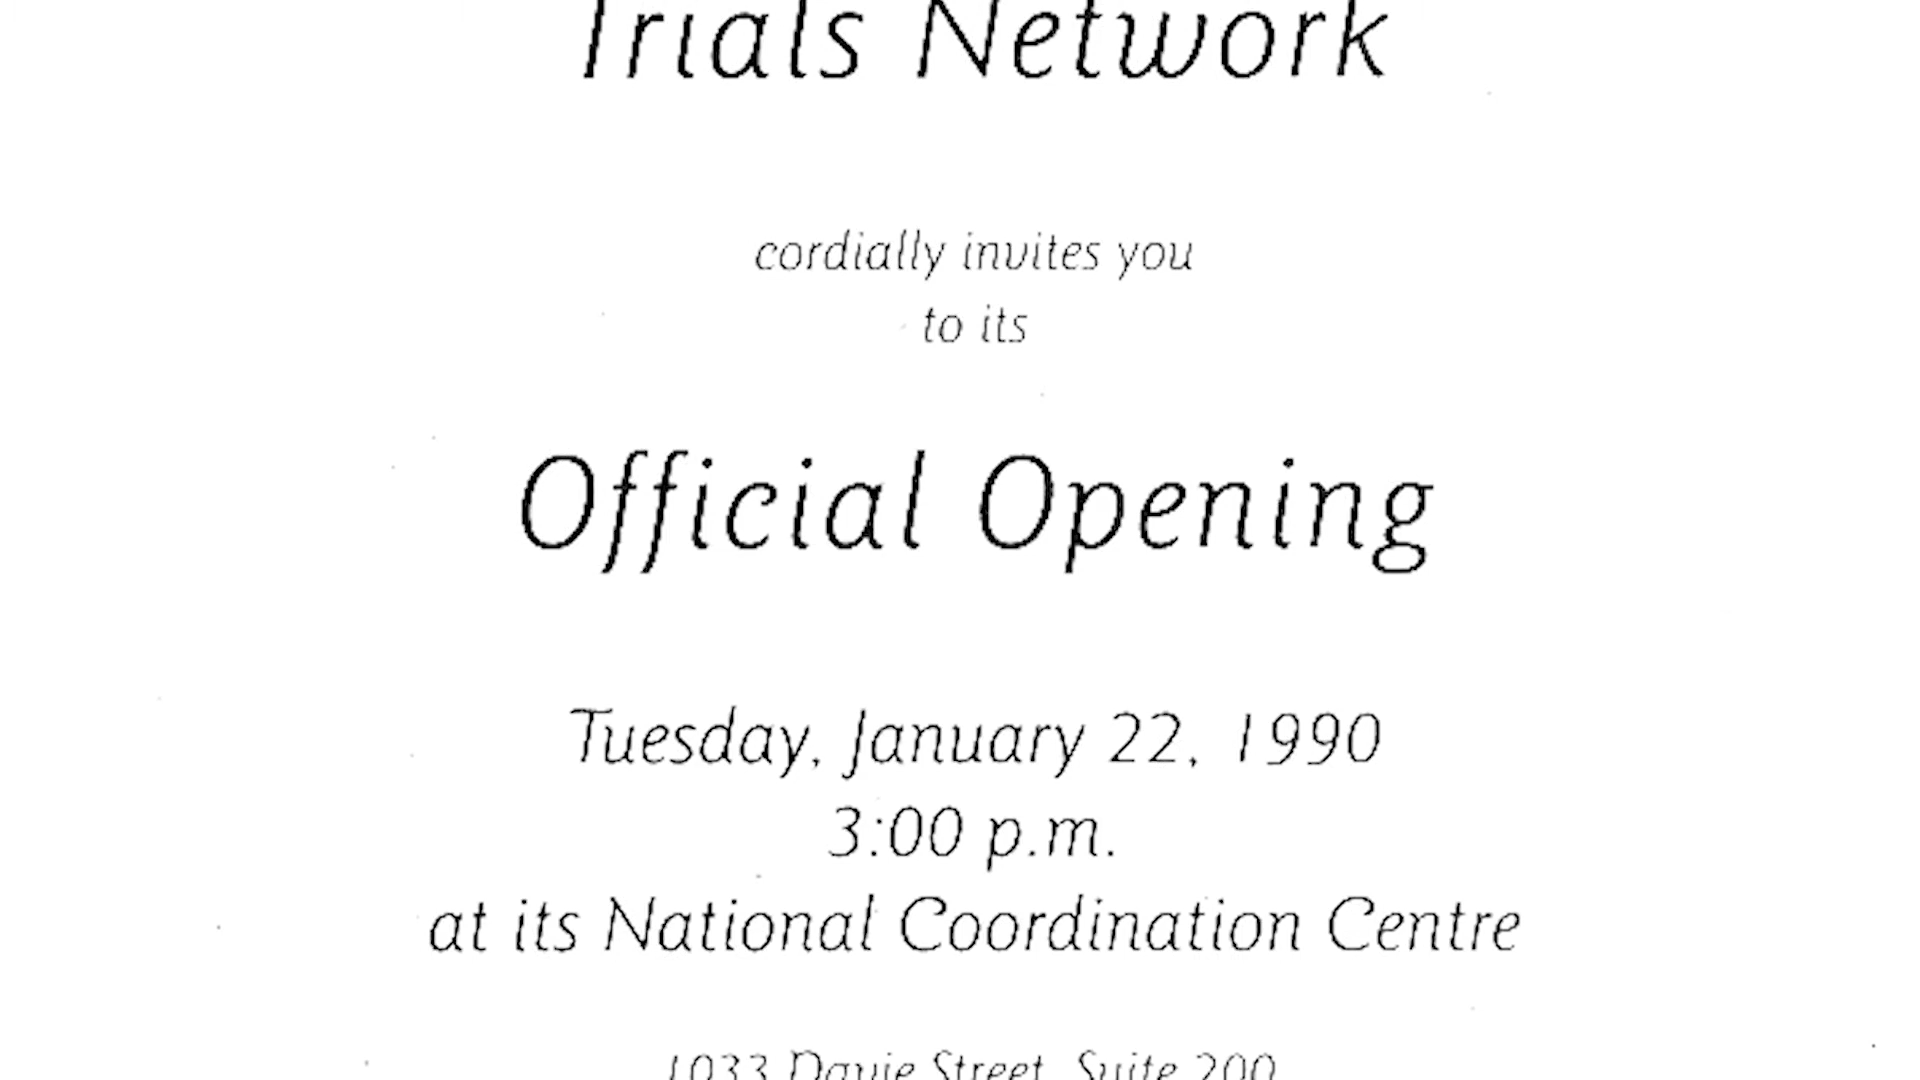 Trials Network
cordially invites you
to its
Official Opening
Tuesday, January 22, 1990
3:00 p.m.
at its National Coordination Centre
1033 Davie Street, Suite 200